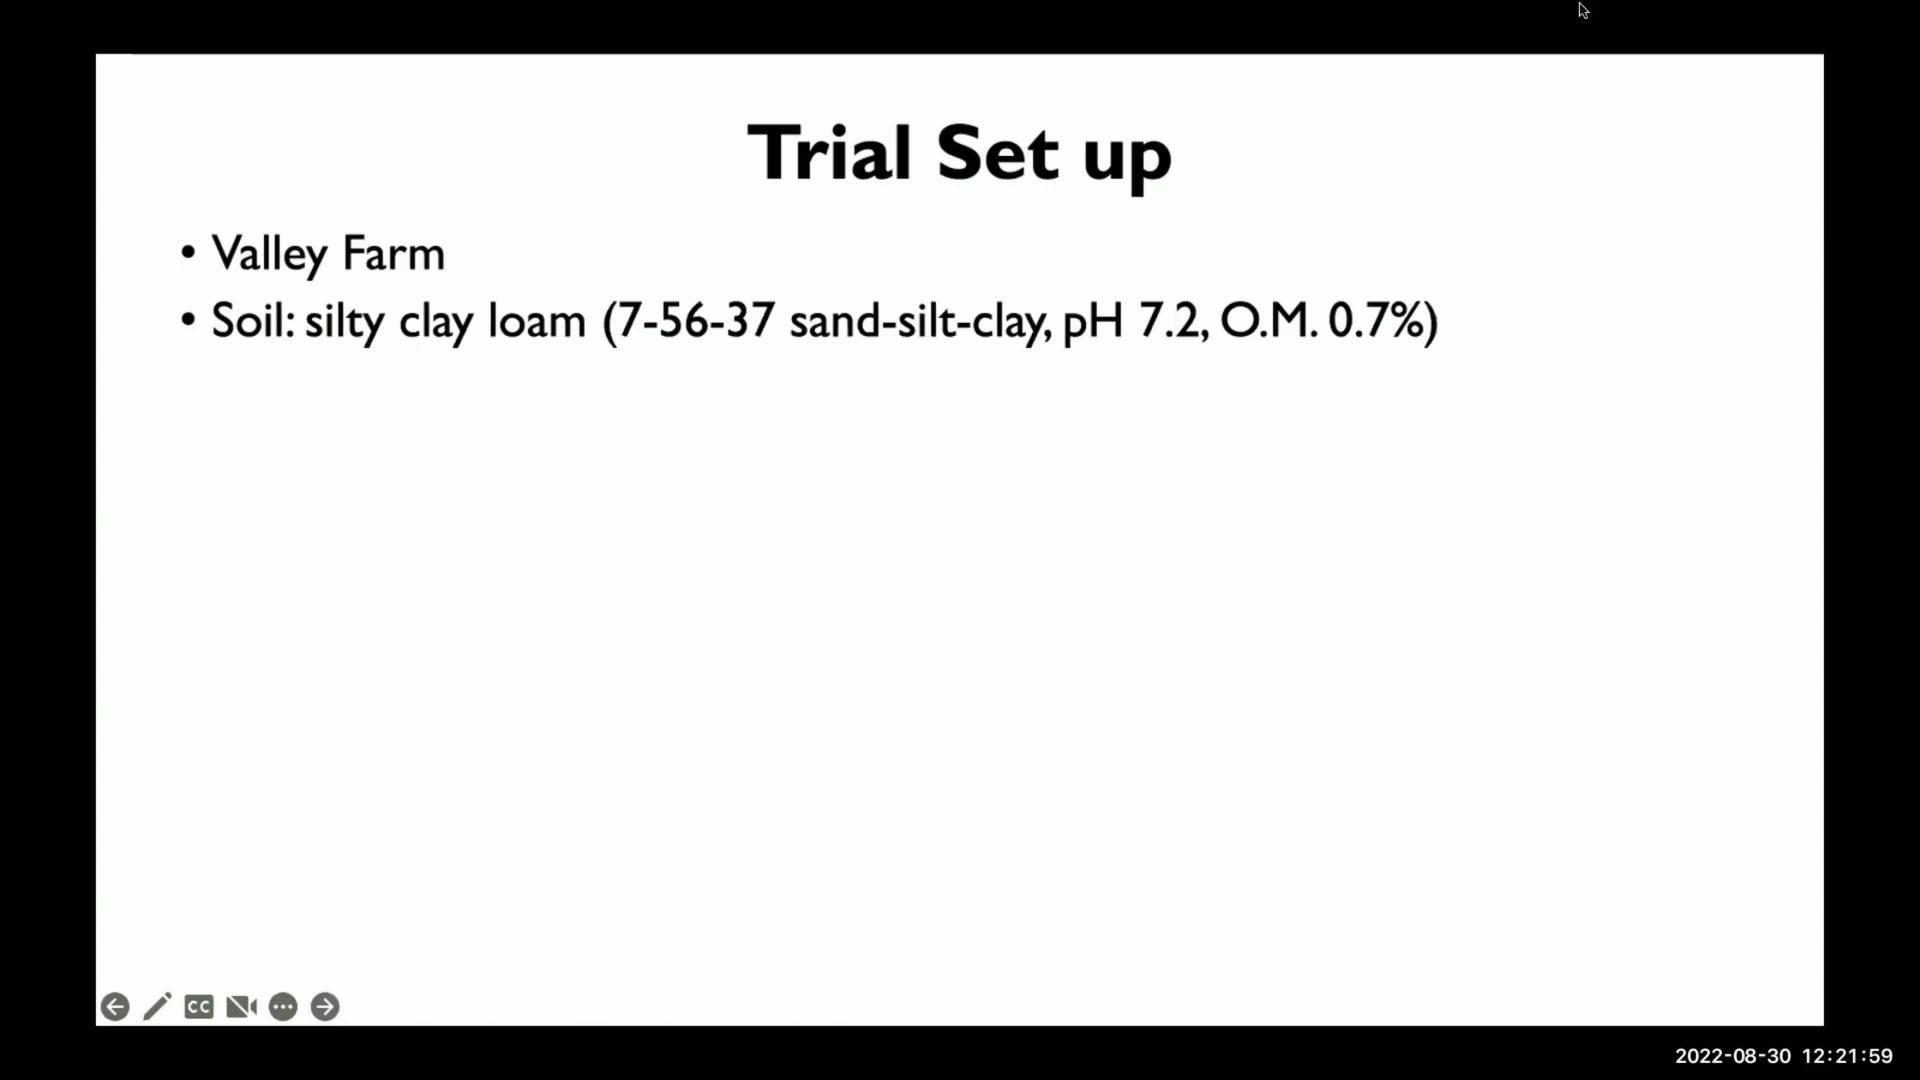 Trial Set up
• Valley Farm
• Soil: silty clay loam (7-56-37 sand-silt-clay, pH 7.2, O.M. 0.7%)
CC
2022-08-30 12:21:59